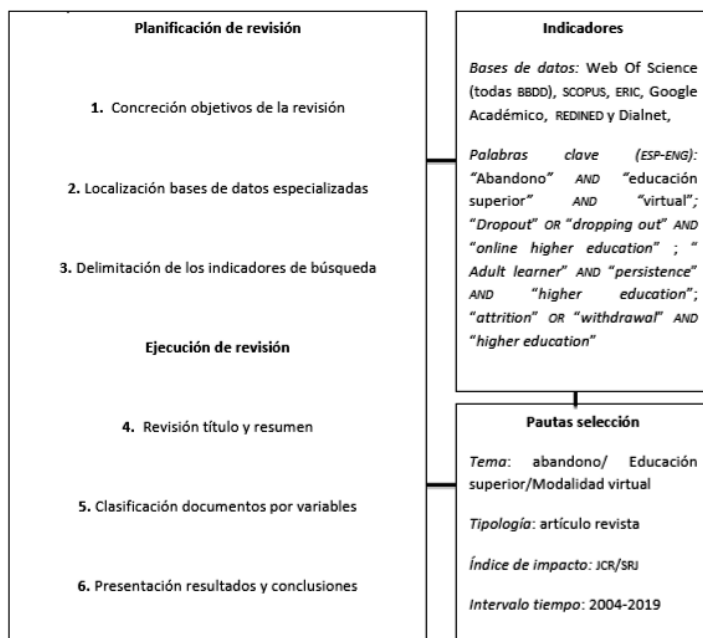 Planificación de revisión
1. Concreción objetivos de la revisión
2. Localización bases de datos especializadas
3. Delimitación de los indicadores de búsqueda
Ejecución de revisión
4. Revisión título y resumen
5. Clasificación documentos por variables
6. Presentación resultados y conclusiones
Indicadores
Bases de datos: Web Of Science
(todas BBDD), SCOPUS, ERIC, Google
Académico, REDINED y Dialnet,
Palabras clave (ESP-ENG):
“Abandono” AND “educación
superior” AND “virtual”;
“Dropout” OR “dropping out” AND
“online higher education” ; “
Adult learner” AND “persistence”
AND “higher education”;
“attrition” OR “withdrawal” AND
“higher education”
Pautas selección
Tema: abandono/ Educación
superior/Modalidad virtual
Tipología: artículo revista
Índice de impacto: JCR/SRJ
Intervalo tiempo: 2004-2019